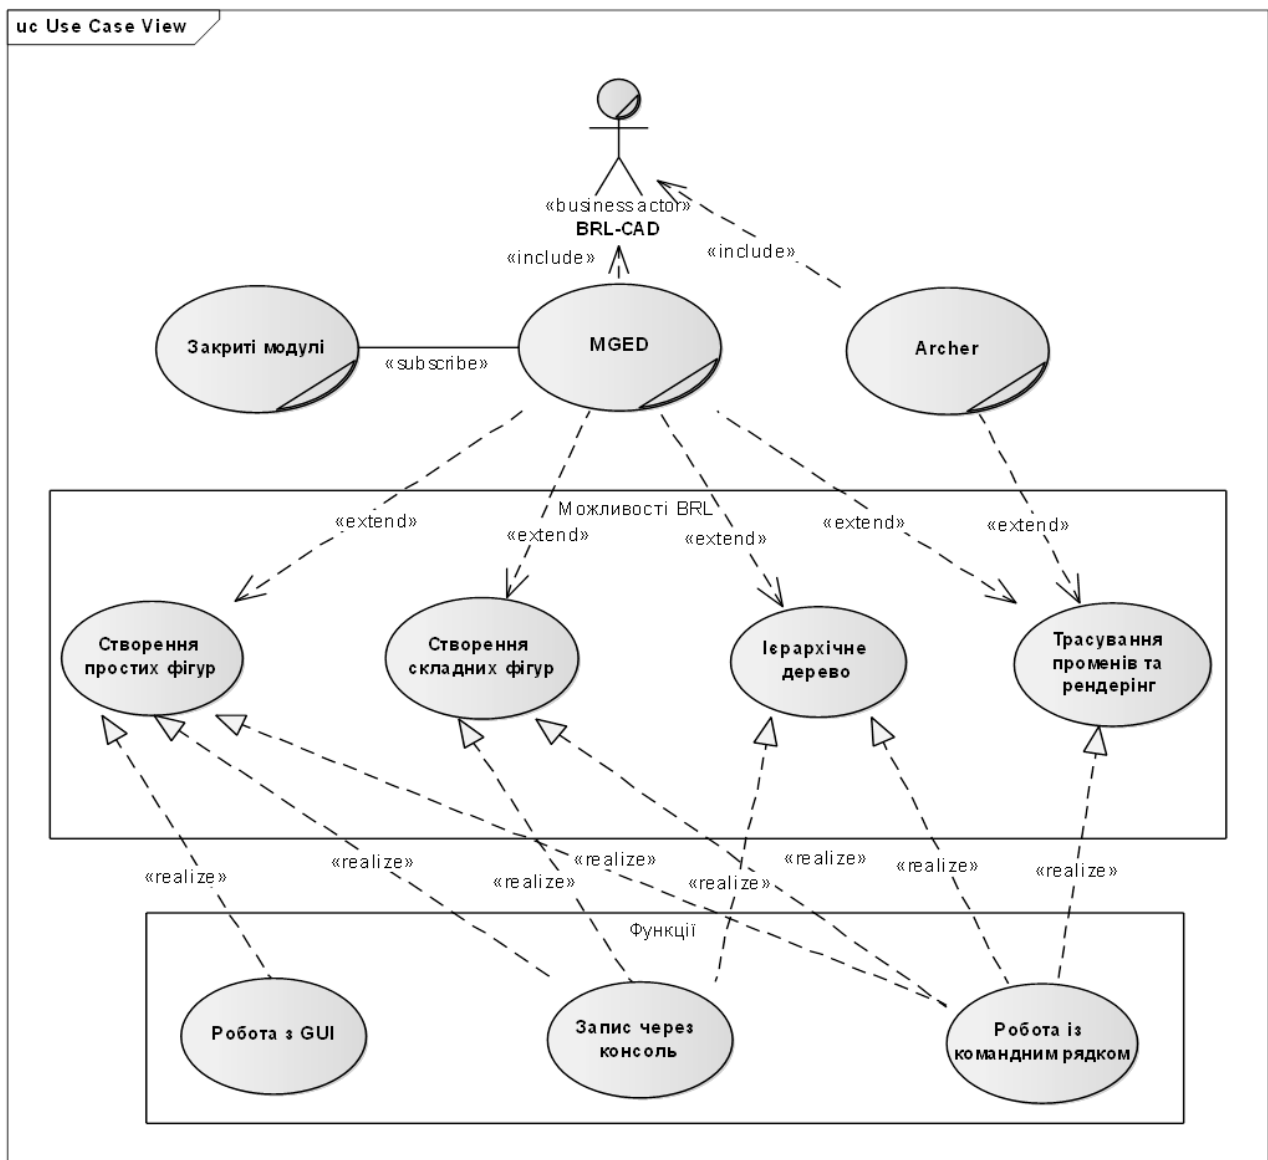 uc Use Case View
«business actor»
BRL-CAD
«include»
«include»
Закриті модулі
«subscribe»
MGED
Archer
Можливості BRL
«extend»
«extend»
«extend»
«extend»
«extend»
Створення
простих фігур
Створення
складних фігур
Ієрархічне
дерево
Трасування
променів та
рендерінг
«realize»
«realize»
«realize»
«realize»
«realize»
«realize»
«realize»
«realize»
Функції
Робота з GUI
Запис через
консоль
Робота із
командним рядком